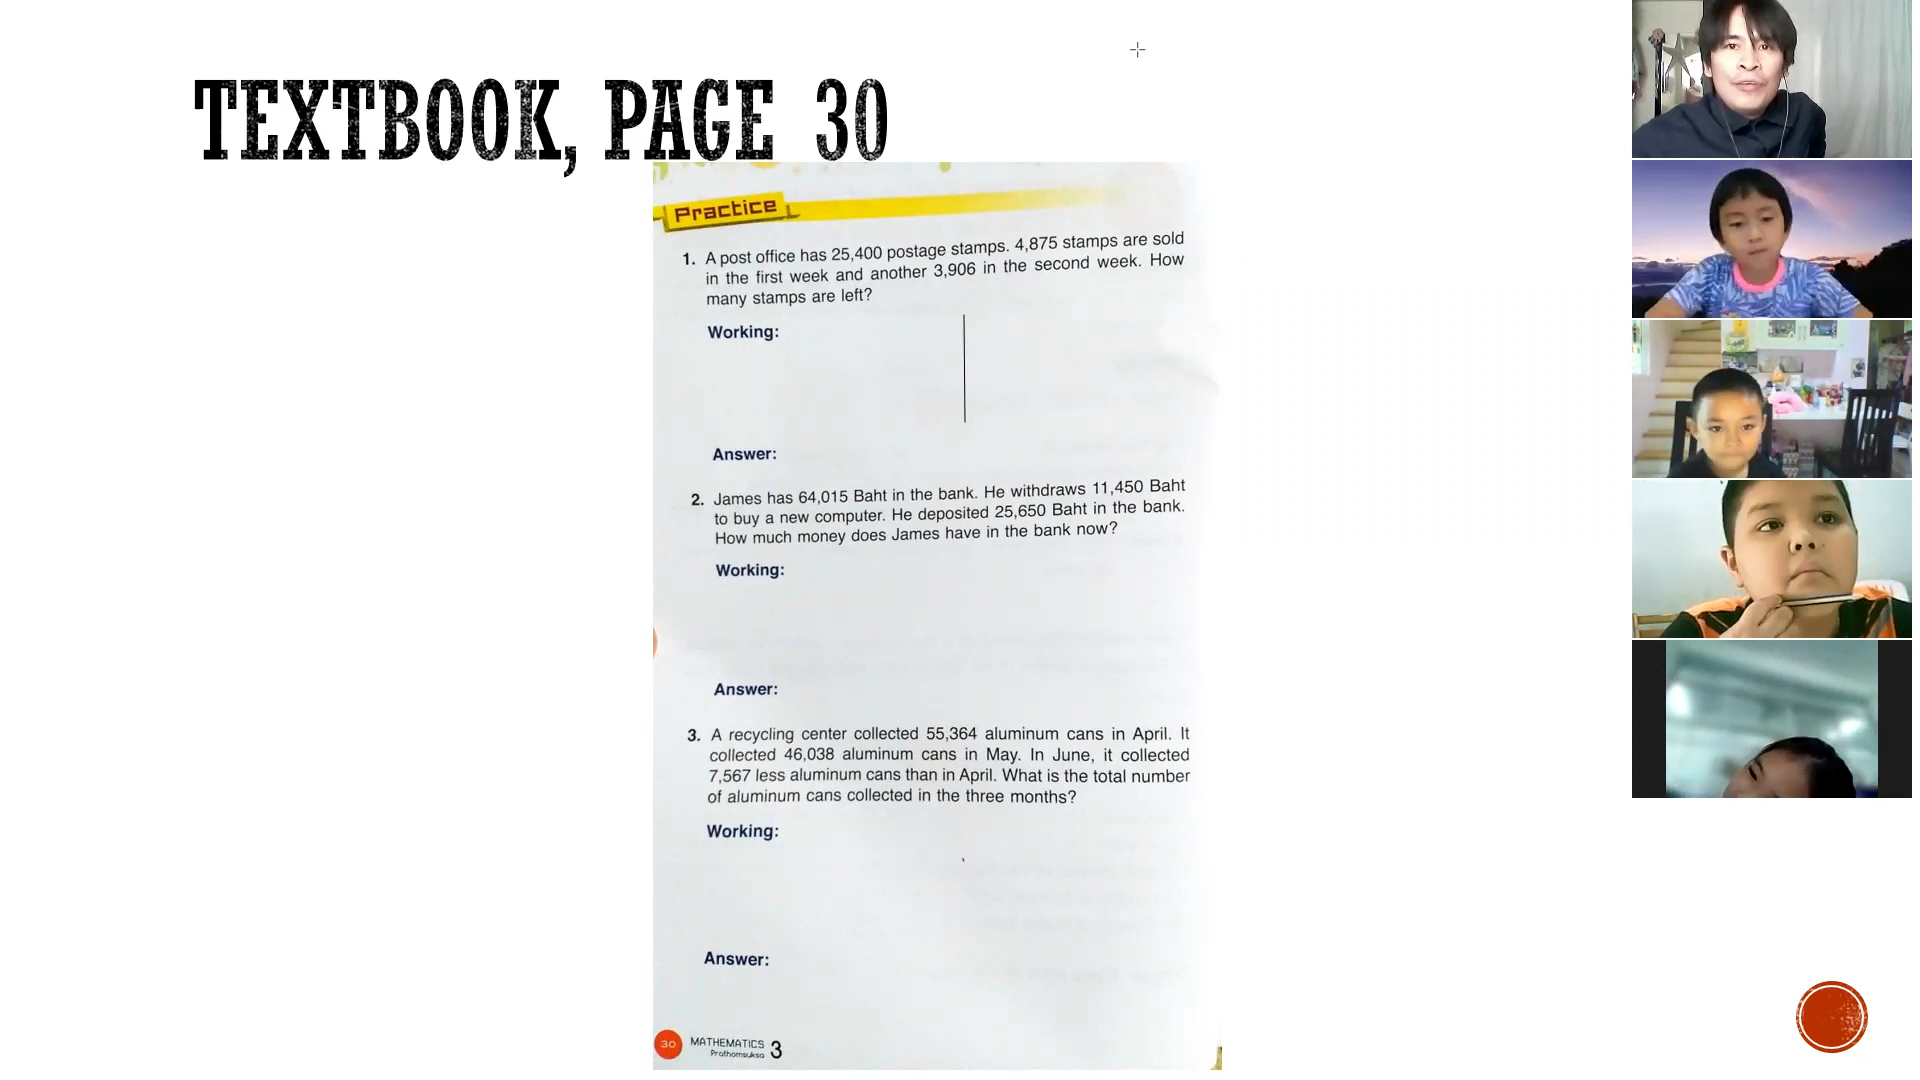 TEXTBOOK, PAGE 30
Practice
1. A post office has 25,400 postage stamps. 4,875 stamps are sold
in the first week and another 3,906 in the second week. How
many stamps are left?
Working:
Answer:
2. James has 64,015 Baht in the bank. He withdraws 11,450 Baht
to buy a new computer. He deposited 25,650 Baht in the bank.
How much money does James have in the bank now?
Working:
Answer:
3. A recycling center collected 55,364 aluminum cans in April. It
collected 46,038 aluminum cans in May. In June, it collected
7,567 less aluminum cans than in April. What is the total number
of aluminum cans collected in the three months?
Working:
Answer:
30 MATHEMATICS 3
Prathomsuksa